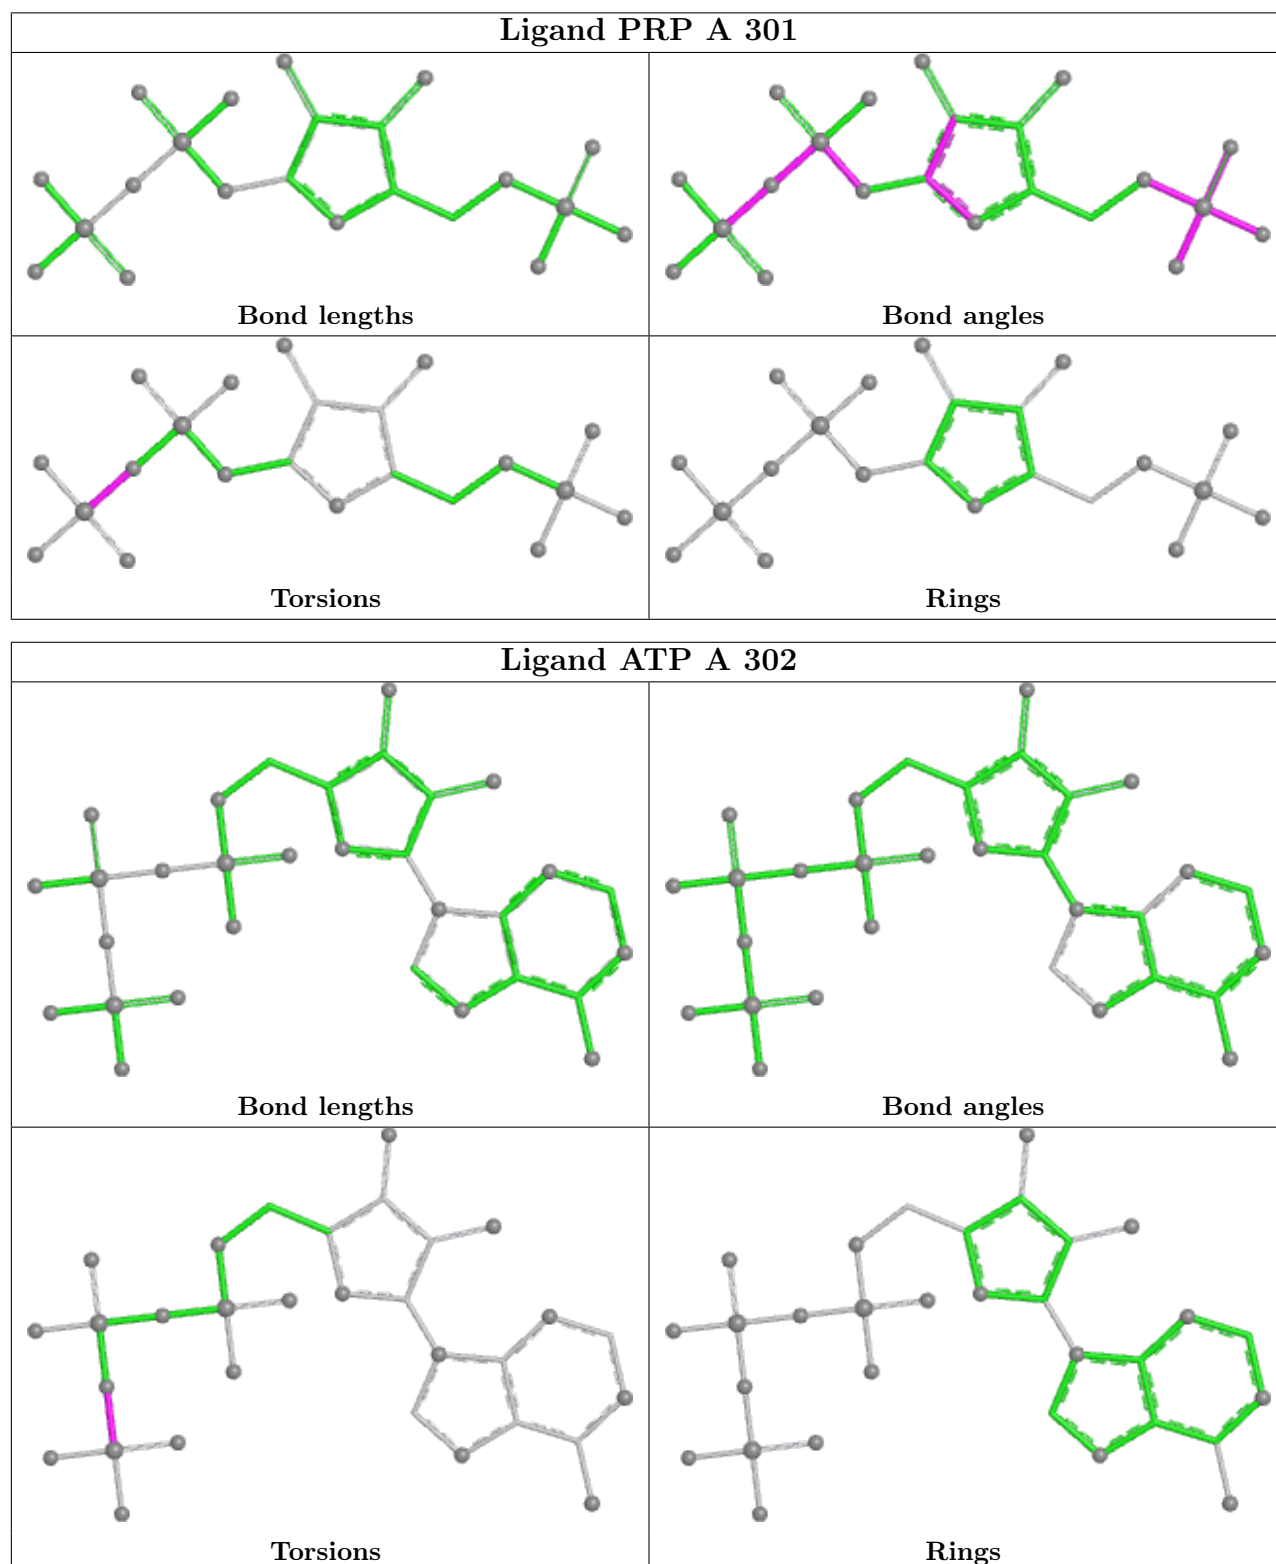 Ligand PRP A 301
Bond lengths
Bond angles
Torsions
Rings
Ligand ATP A 302
Bond lengths
Bond angles
Torsions
Rings